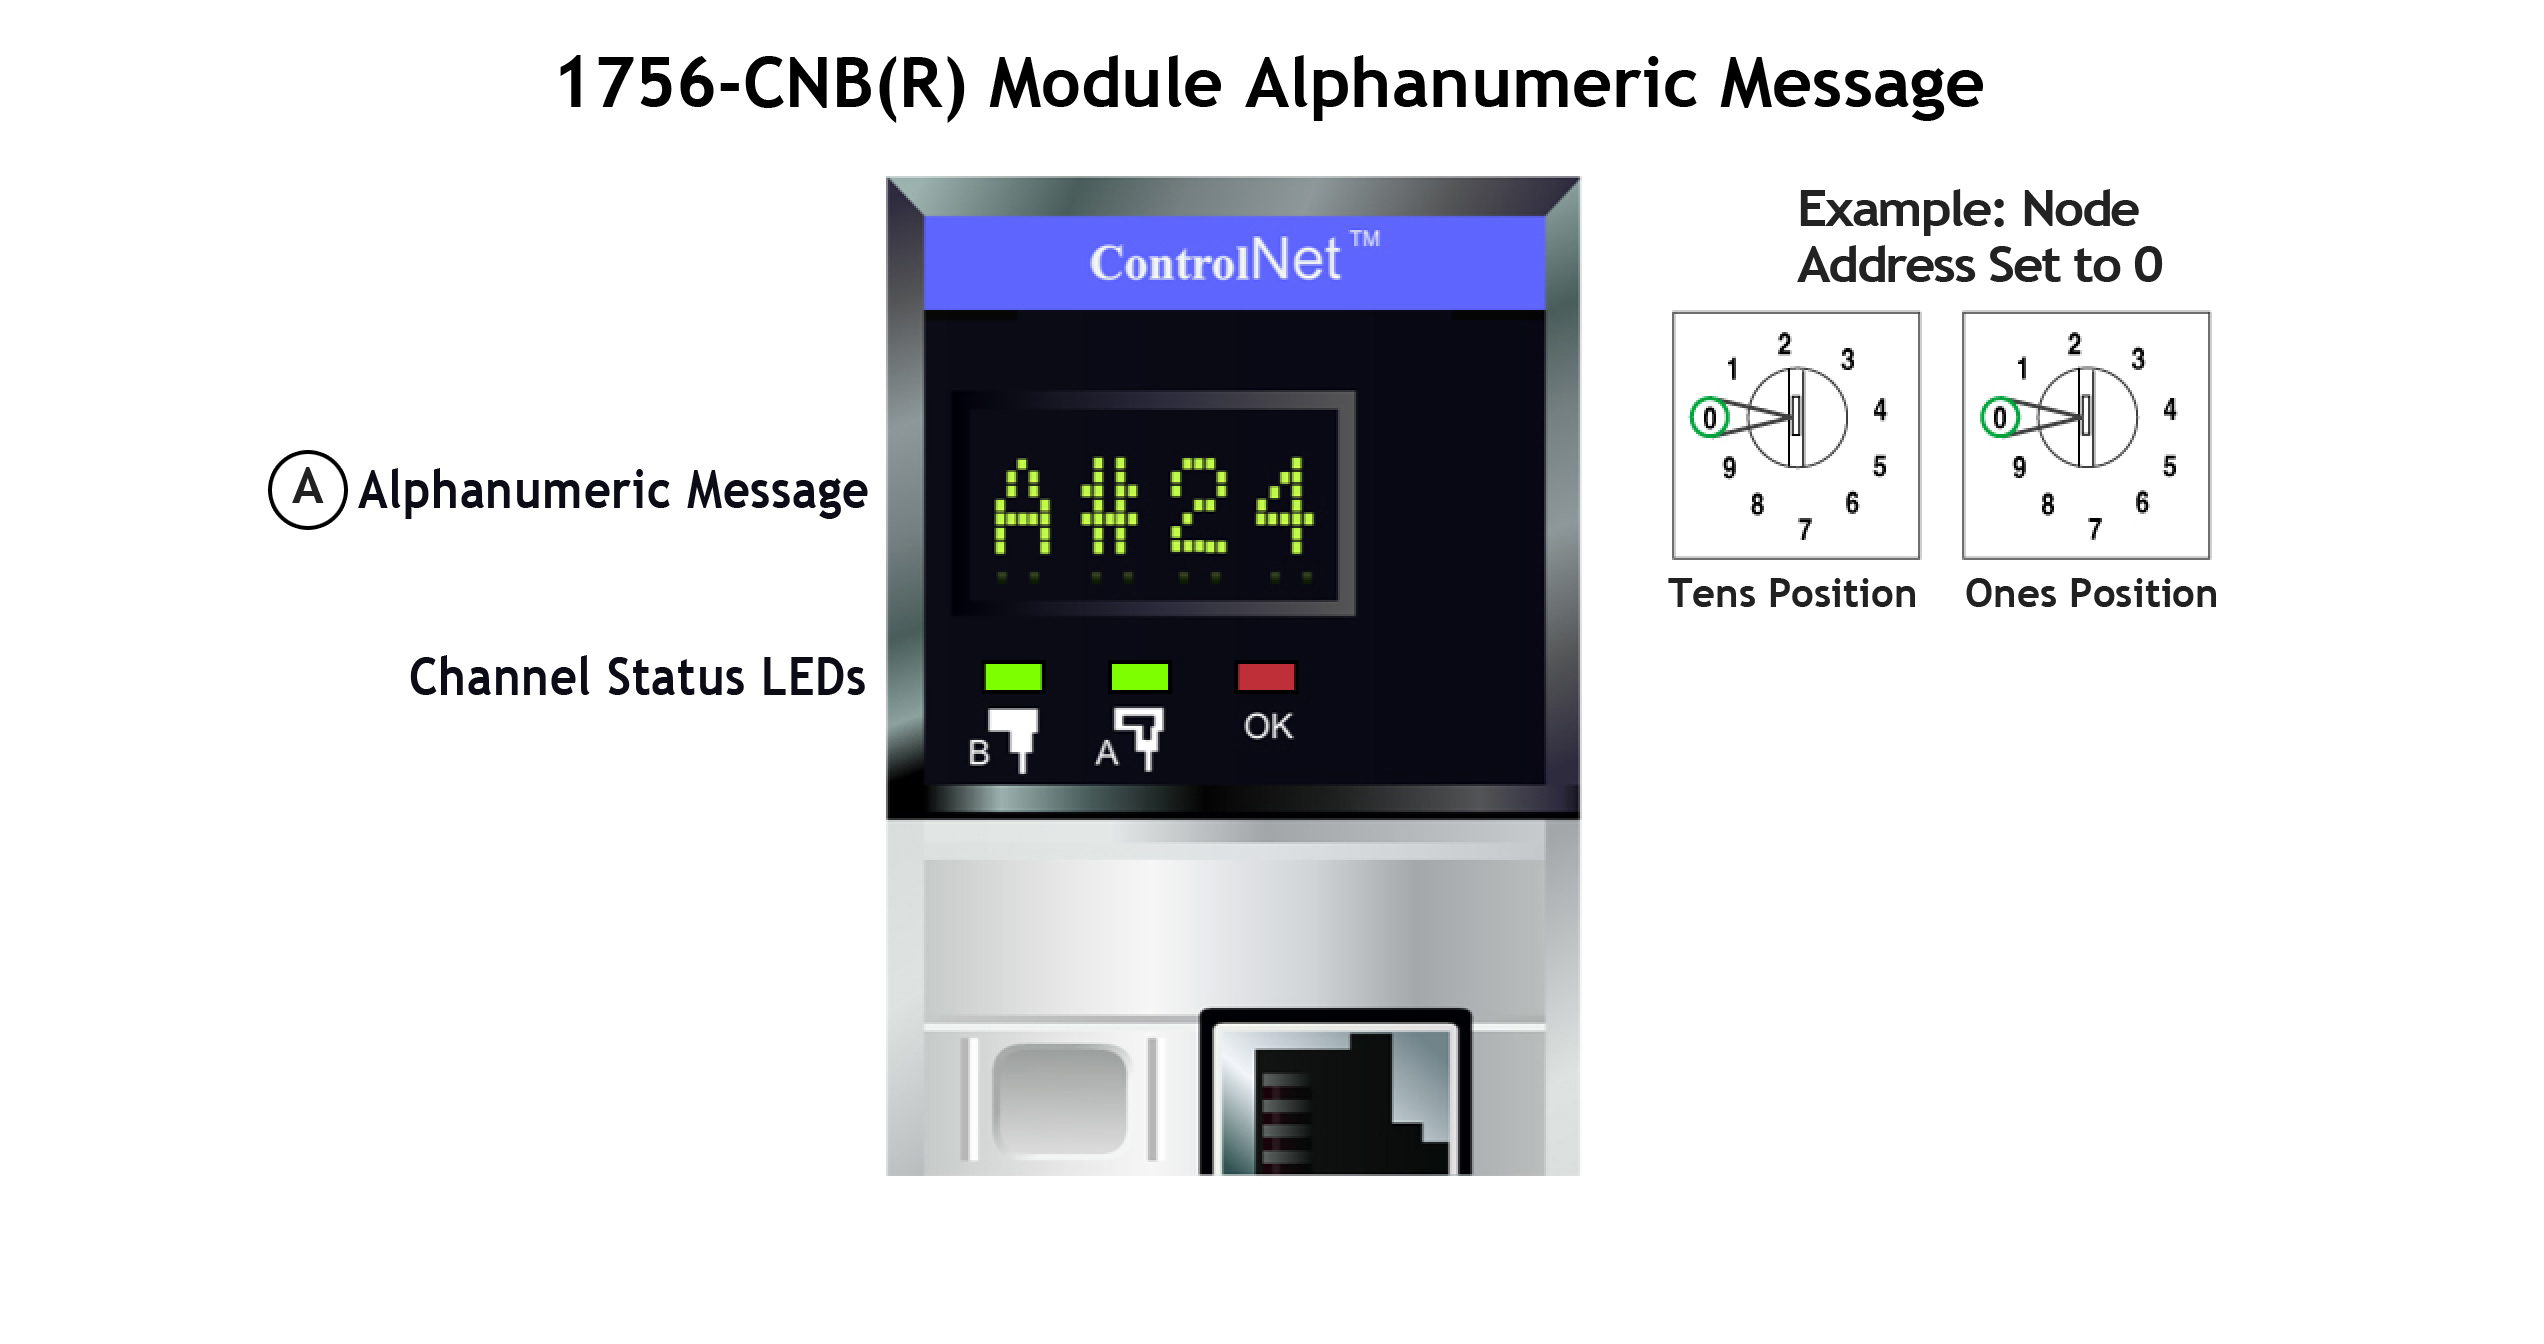 1756-CNB(R) Module Alphanumeric Message
ControlNet™
Example: Node
Address Set to 0
A Alphanumeric Message
A#24
Channel Status LEDs
B
A
OK
2
3
1
4
0
5
9
6
8
7
Tens Position
2
3
1
4
0
5
9
6
8
7
Ones Position